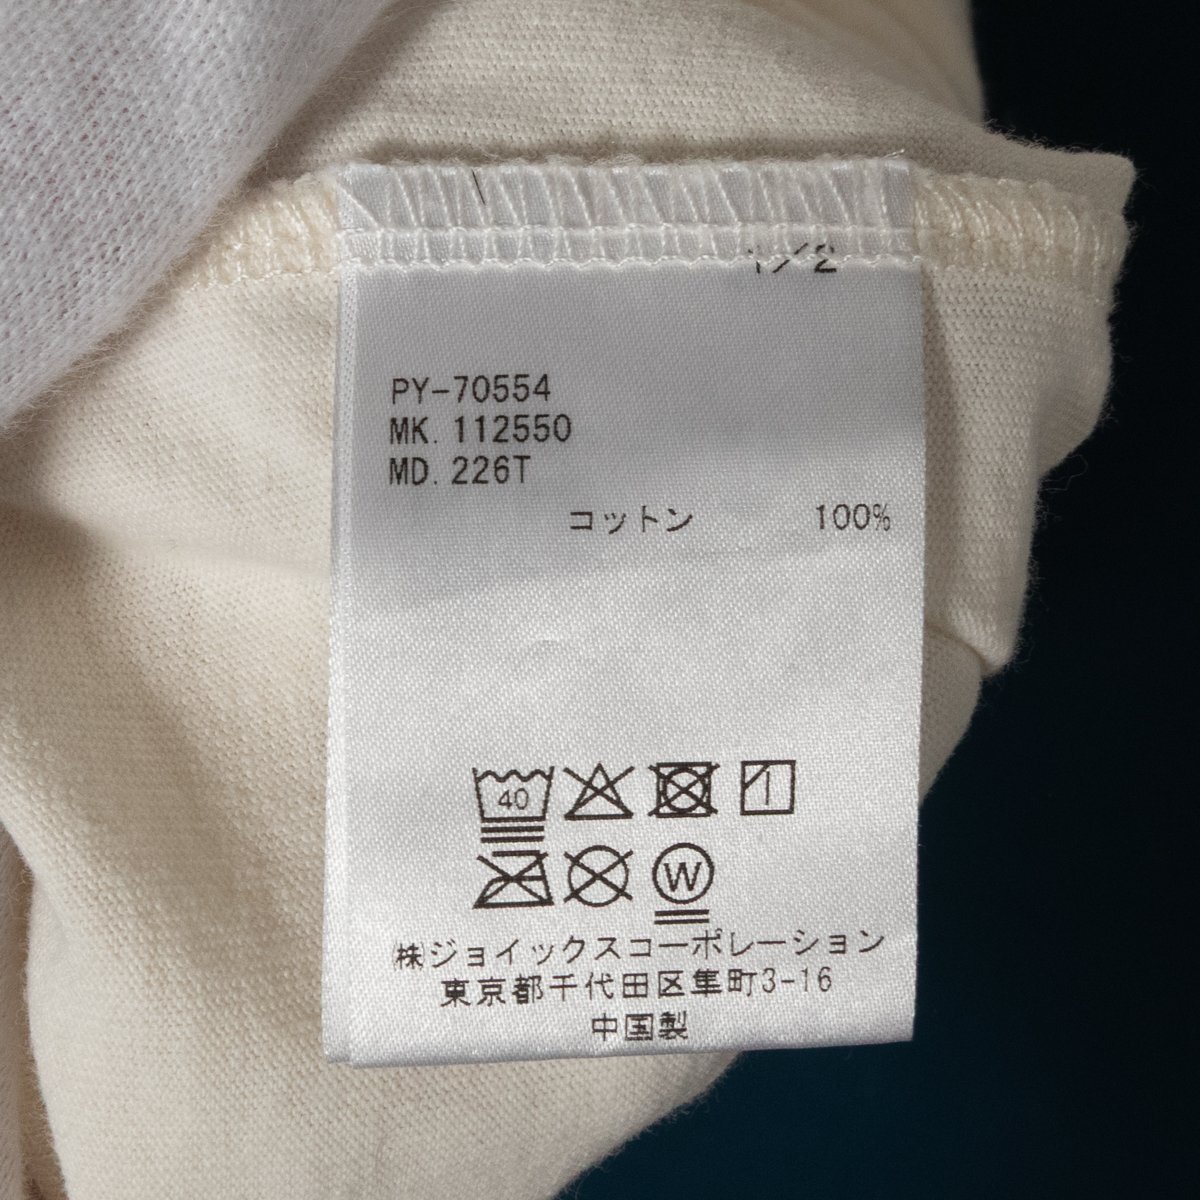 1/2
PY-70554
MK. 112550
MD. 226T
コットン 100%
40
W
㈱ジョイックスコーポレーション
東京都千代田区隼町3-16
中国製